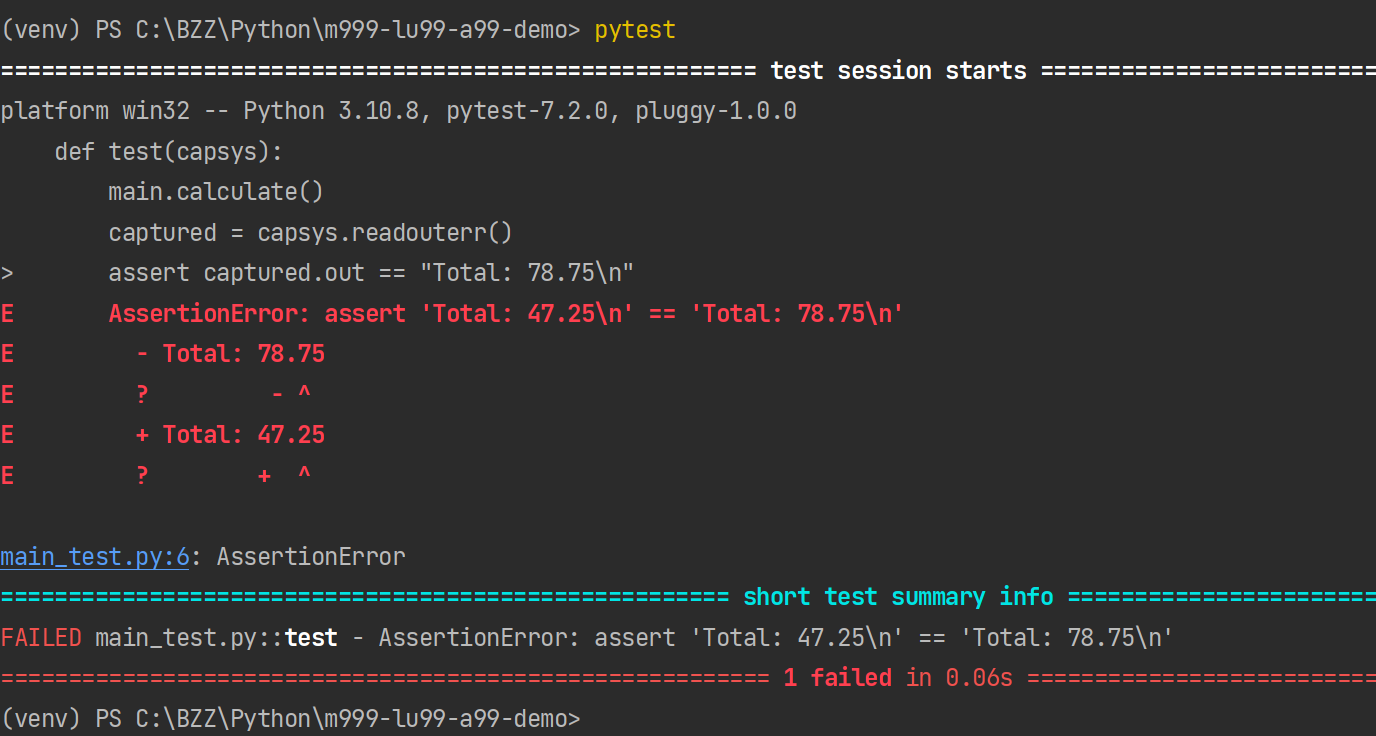 (venv) PS C:\BZZ\Python\m999-lu99-a99-demo> pytest
======================================================== test session starts =========================
platform win32 -- Python 3.10.8, pytest-7.2.0, pluggy-1.0.0
    def test(capsys):
        main.calculate()
        captured = capsys.readouterr()
>       assert captured.out == "Total: 78.75\n"
E       AssertionError: assert 'Total: 47.25\n' == 'Total: 78.75\n'
E         - Total: 78.75
E         ?         - ^
E         + Total: 47.25
E         ?        +  ^
main_test.py:6: AssertionError
====================================================== short test summary info =======================
FAILED main_test.py::test - AssertionError: assert 'Total: 47.25\n' == 'Total: 78.75\n'
========================================================= 1 failed in 0.06s ==========================
(venv) PS C:\BZZ\Python\m999-lu99-a99-demo>